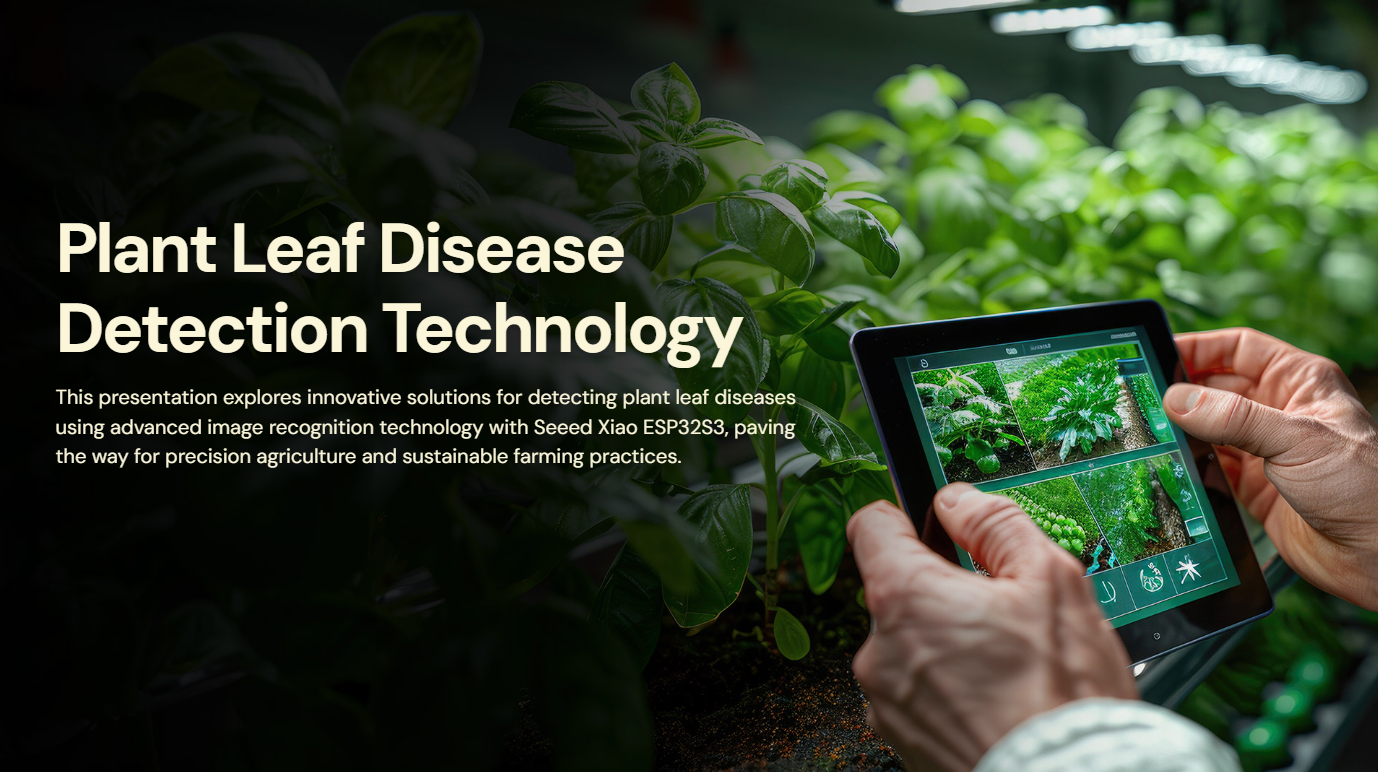 Plant Leaf Disease
Detection Technology
This presentation explores innovative solutions for detecting plant leaf diseases
using advanced image recognition technology with Seeed Xiao ESP32S3, paving
the way for precision agriculture and sustainable farming practices.